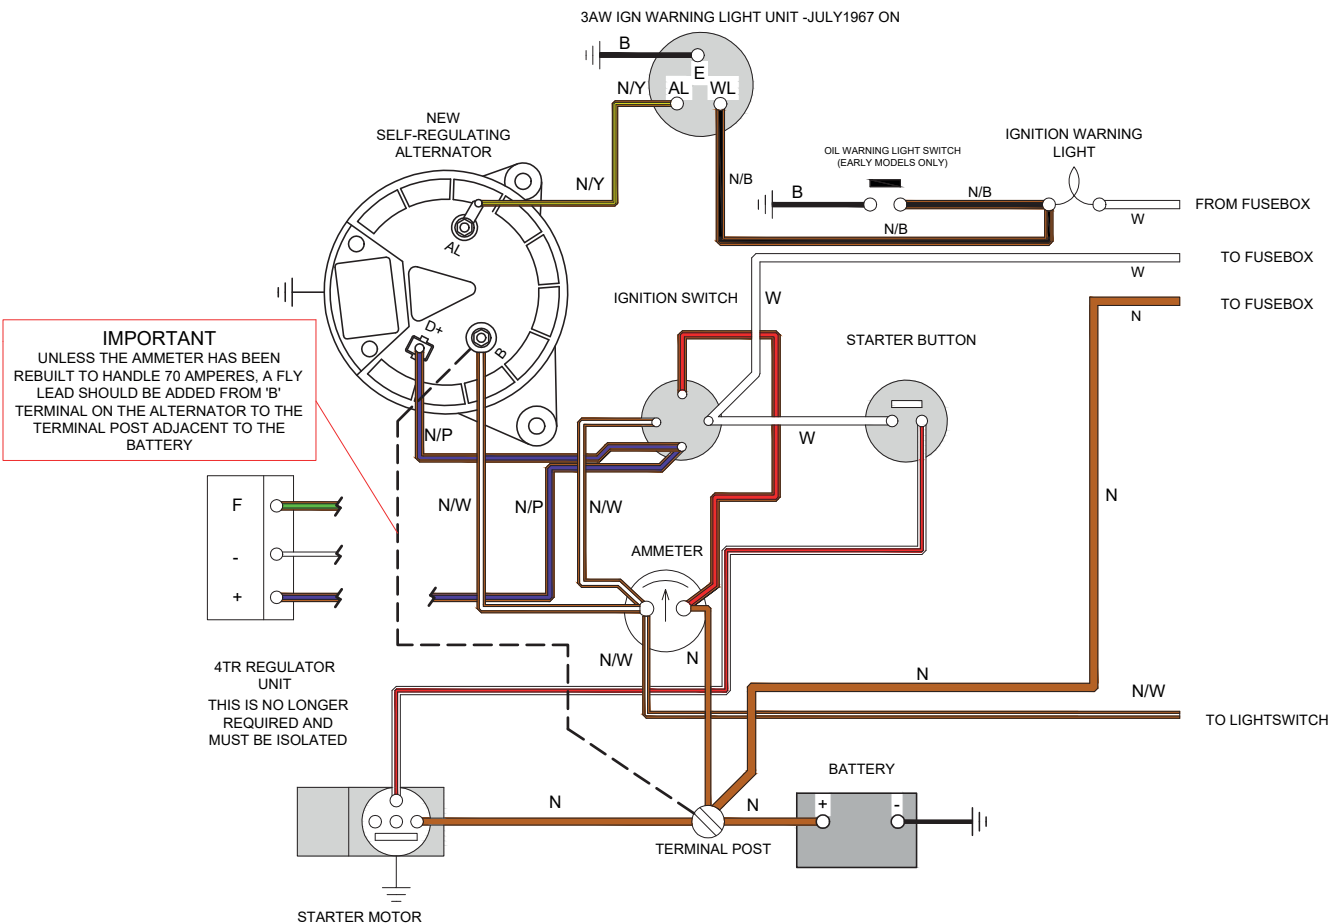 3AW IGN WARNING LIGHT UNIT -JULY1967 ON
B
E
N/Y
AL
WL
NEW
SELF-REGULATING
ALTERNATOR
N/Y
AL
D+
B
N/B
OIL WARNING LIGHT SWITCH
(EARLY MODELS ONLY)
IGNITION WARNING
LIGHT
B
N/B
N/B
W
FROM FUSEBOX
W
TO FUSEBOX
N
TO FUSEBOX
IGNITION SWITCH
W
STARTER BUTTON
IMPORTANT
UNLESS THE AMMETER HAS BEEN
REBUILT TO HANDLE 70 AMPERES, A FLY
LEAD SHOULD BE ADDED FROM 'B'
TERMINAL ON THE ALTERNATOR TO THE
TERMINAL POST ADJACENT TO THE
BATTERY
N/P
W
N/W
N/P
N/W
N
F
-
+
AMMETER
N/W
N
N
N/W
TO LIGHTSWITCH
4TR REGULATOR
UNIT
THIS IS NO LONGER
REQUIRED AND
MUST BE ISOLATED
BATTERY
N
N
+
-
TERMINAL POST
STARTER MOTOR